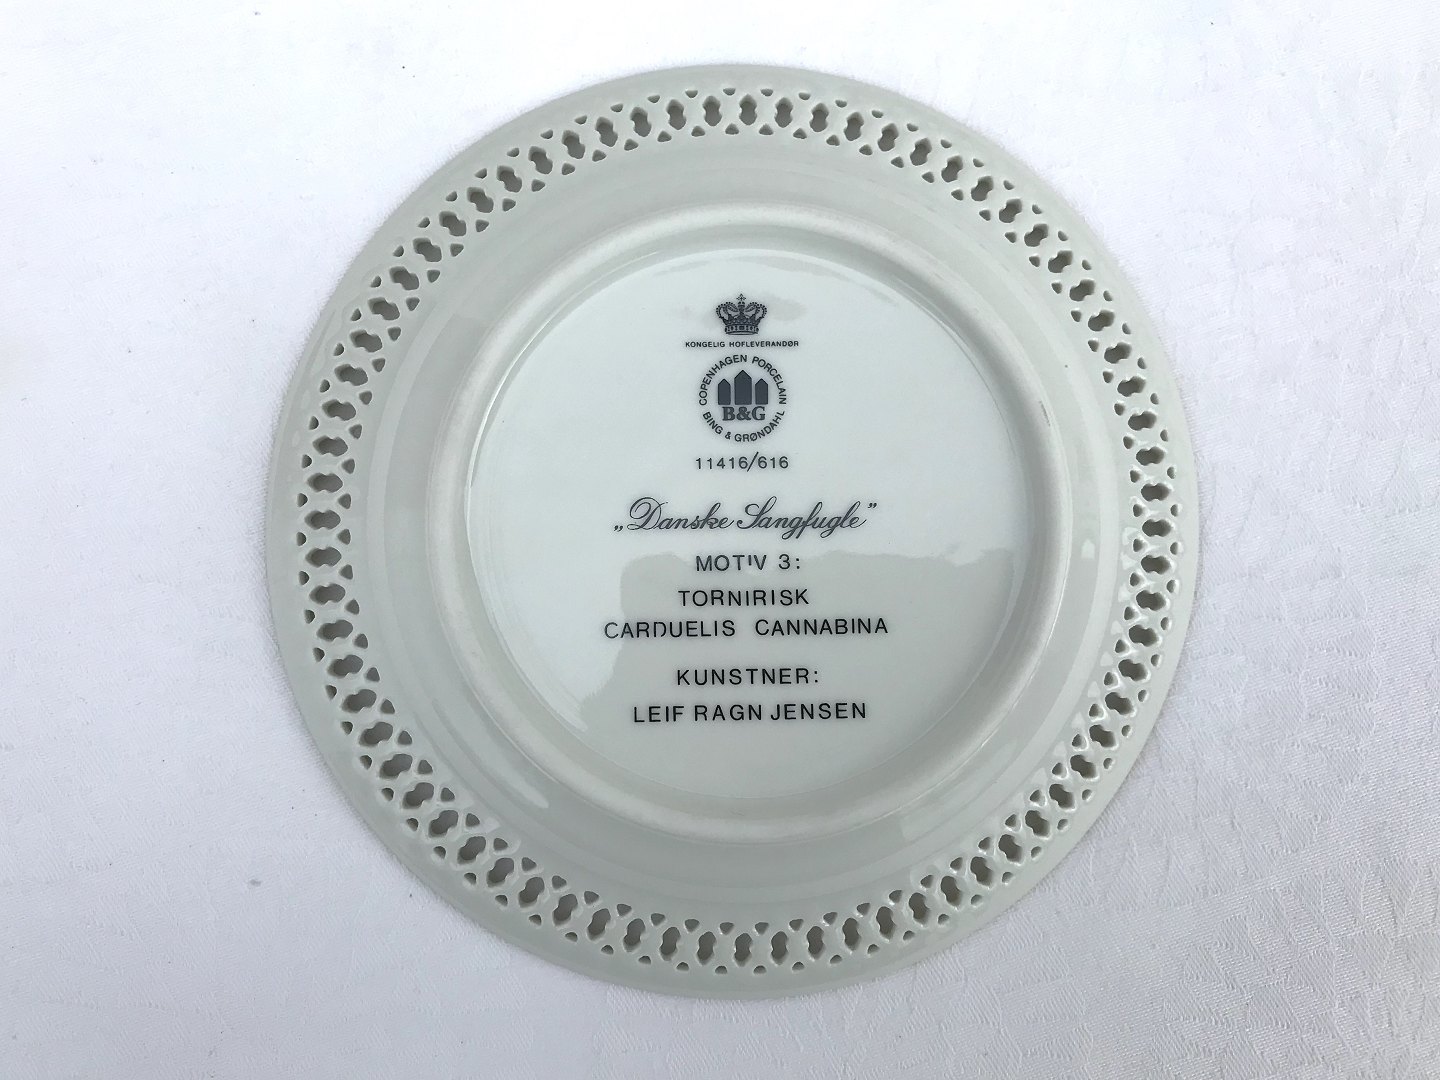 KONGELIG HOFLEVERANDØR
COPENHAGEN PORCELAIN
B&G
BING & GRØNDAHL
11416/616
„Danske Sangfugle”
MOTIV 3:
TORNIRISK
CARDUELIS CANNABINA
KUNSTNER:
LEIF RAGN JENSEN